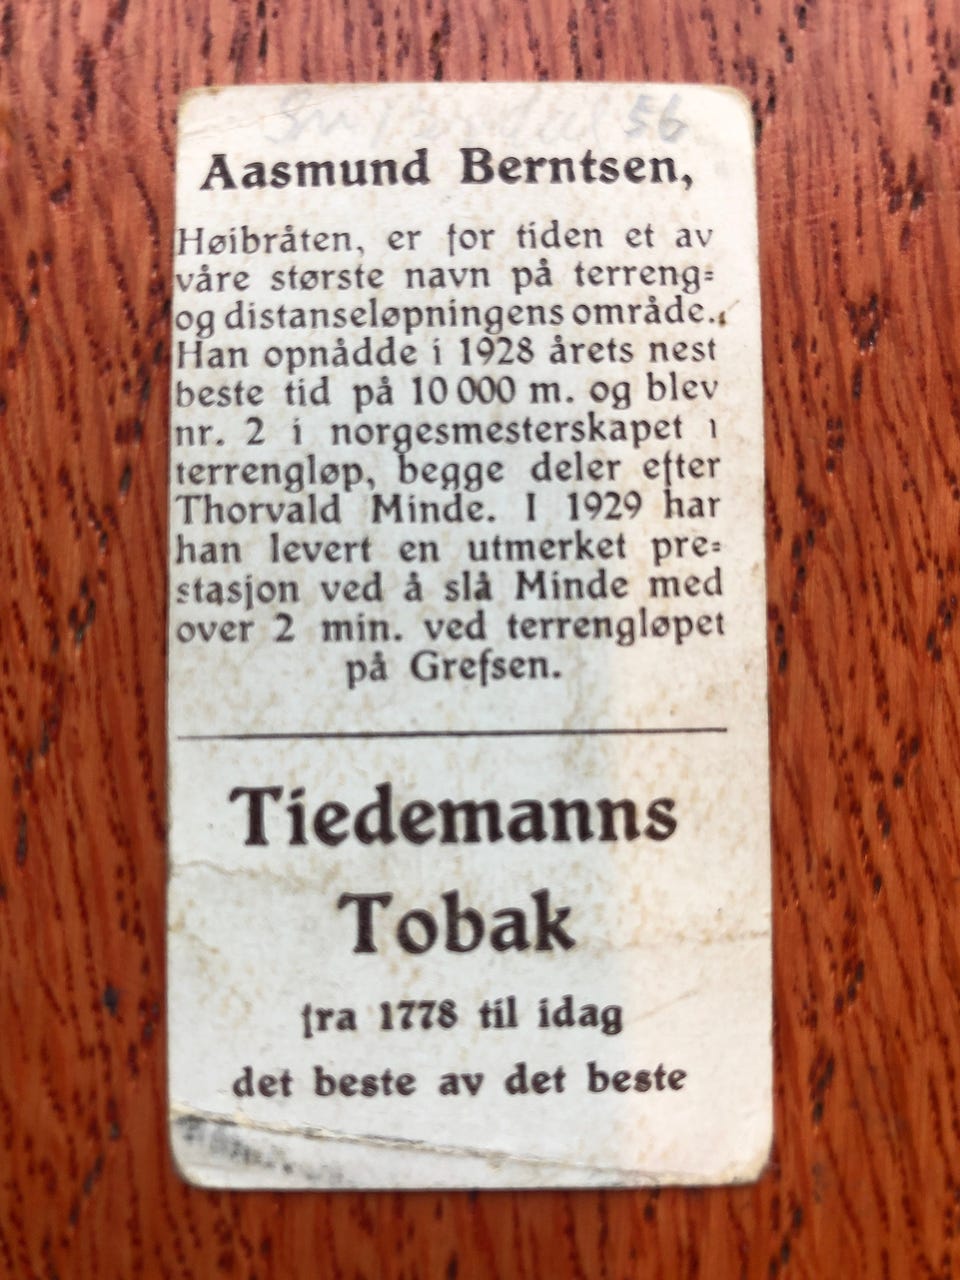 56
Aasmund Berntsen,
Høibråten, er for tiden et av
våre største navn på terreng=
og distanseløpningens område.
Han opnådde i 1928 årets nest
beste tid på 10 000 m. og blev
nr. 2 i norgesmesterskapet i
terrengløp, begge deler efter
Thorvald Minde. I 1929 har
han levert en utmerket pre=
stasjon ved å slå Minde med
over 2 min. ved terrengløpet
på Grefsen.
Tiedemanns
Tobak
fra 1778 til idag
det beste av det beste